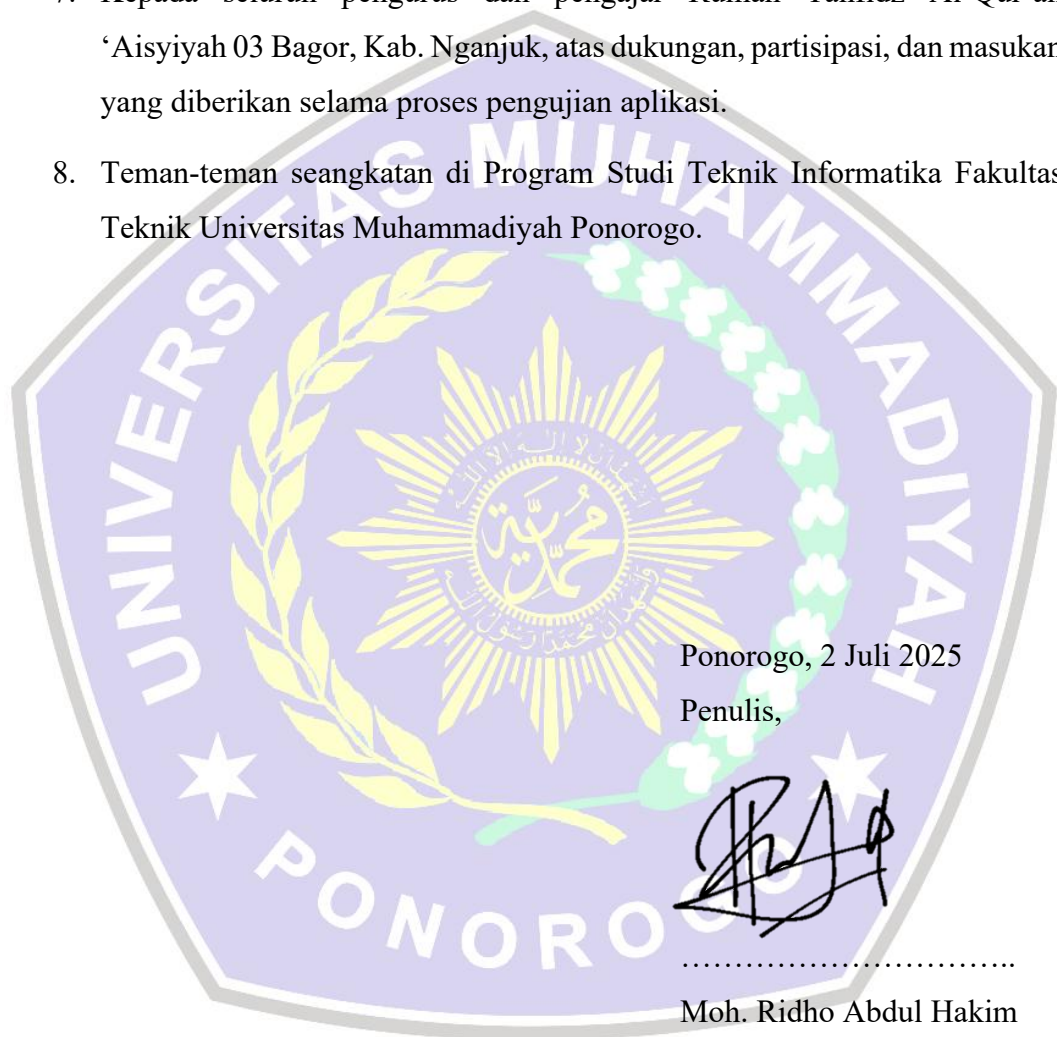 7. Kepada seluruh pengurus dan pengajar Rumah Tahfidz Al-Qur'an
‘Aisyiyah 03 Bagor, Kab. Nganjuk, atas dukungan, partisipasi, dan masukan
yang diberikan selama proses pengujian aplikasi.
8. Teman-teman seangkatan di Program Studi Teknik Informatika Fakultas
Teknik Universitas Muhammadiyah Ponorogo.
UNIVERSITAS MUHAMMADIYAH
محمدية
PONOROGO
Ponorogo, 2 Juli 2025
Penulis,
……………………………..
Moh. Ridho Abdul Hakim